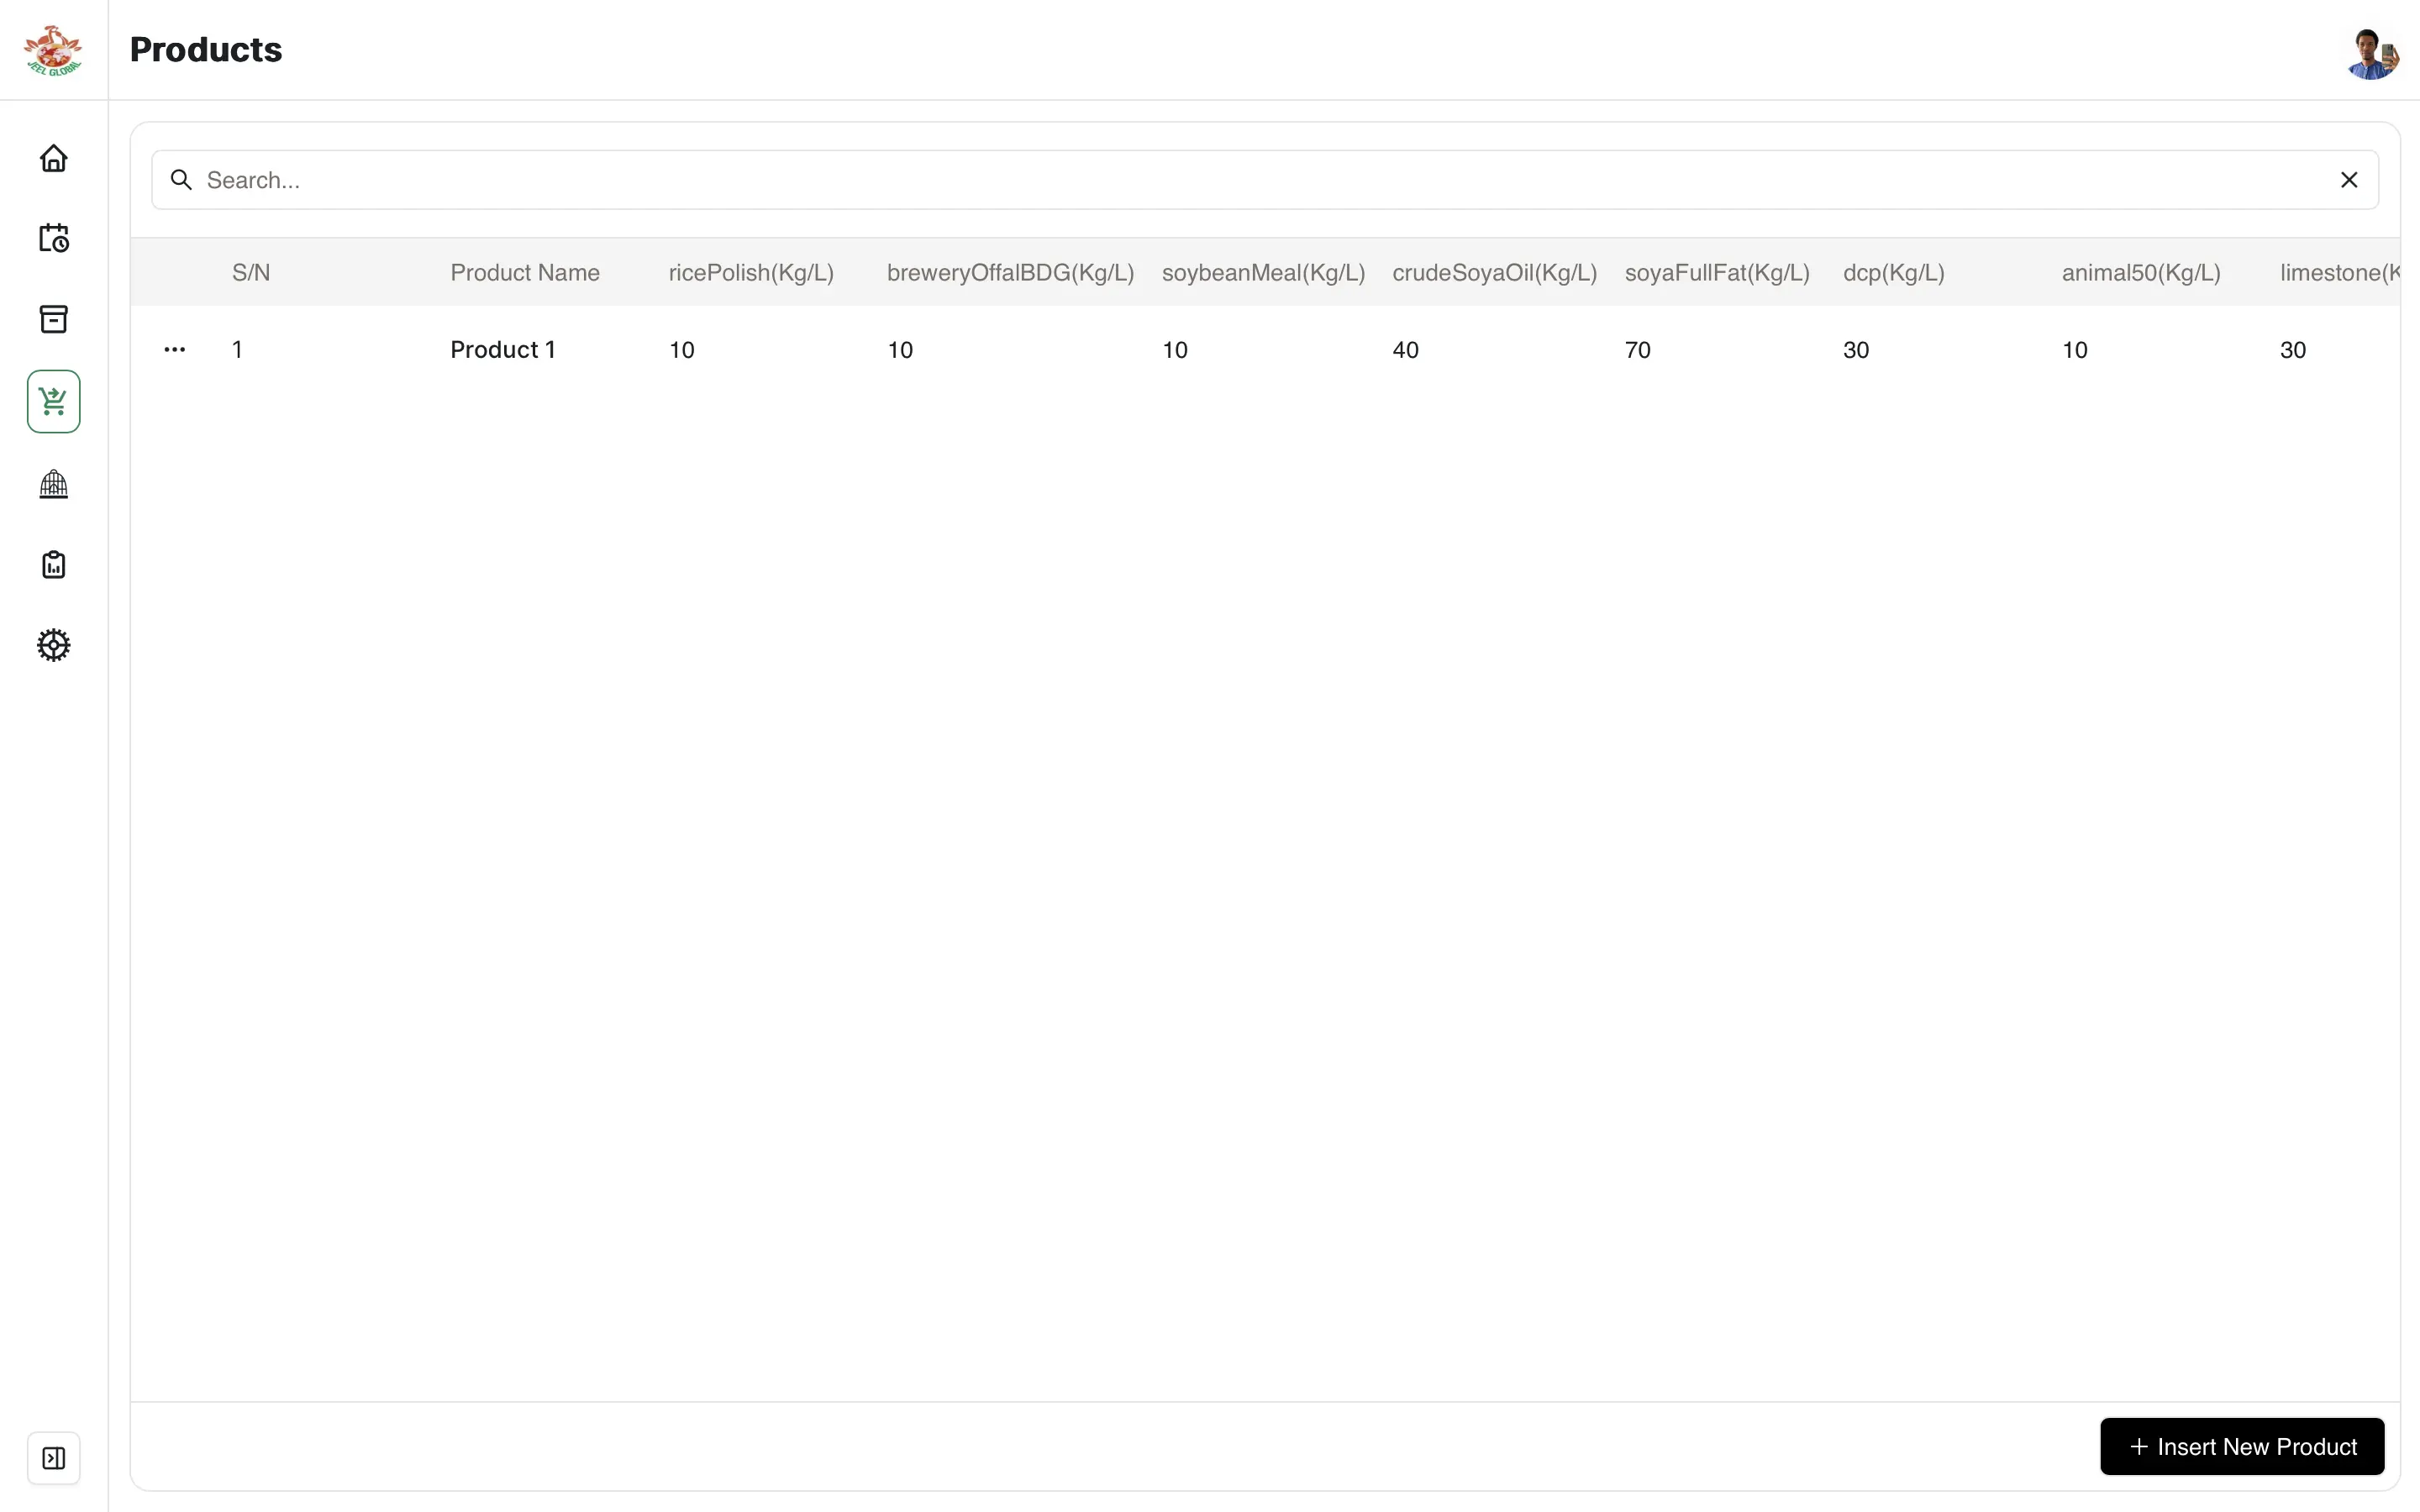 JEEL GLOBAL
Products
Search...
S/N Product Name ricePolish(Kg/L) breweryOffalBDG(Kg/L) soybeanMeal(Kg/L) crudeSoyaOil(Kg/L) soyaFullFat(Kg/L) dcp(Kg/L) animal50(Kg/L) limestone(K
1 Product 1 10 10 10 40 70 30 10 30
+ Insert New Product